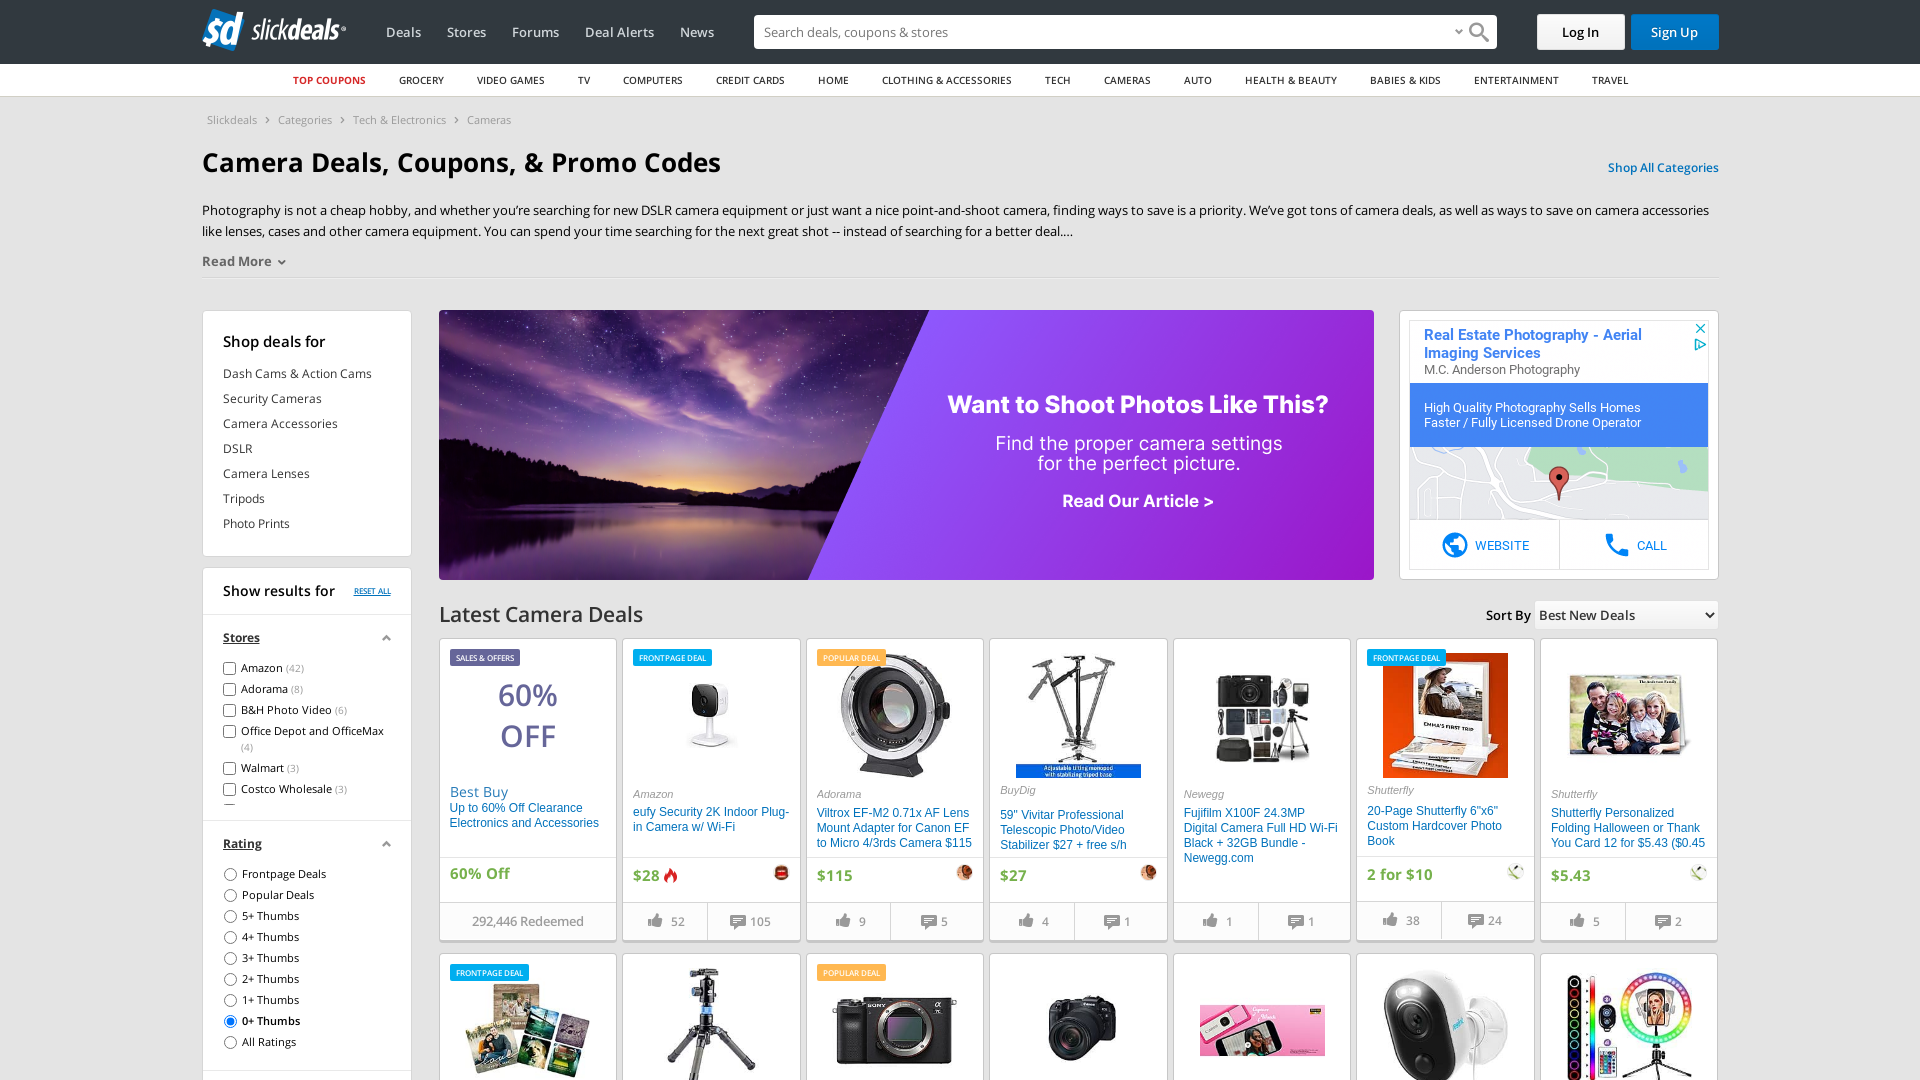 slickdeals
Deals
Stores
Forums
Deal Alerts
News
Search deals, coupons & stores
Log In
Sign Up
TOP COUPONS
GROCERY
VIDEO GAMES
TV
COMPUTERS
CREDIT CARDS
HOME
CLOTHING & ACCESSORIES
TECH
CAMERAS
AUTO
HEALTH & BEAUTY
BABIES & KIDS
ENTERTAINMENT
TRAVEL
Slickdeals > Categories > Tech & Electronics > Cameras
Camera Deals, Coupons, & Promo Codes
Shop All Categories
Photography is not a cheap hobby, and whether you’re searching for new DSLR camera equipment or just want a nice point-and-shoot camera, finding ways to save is a priority. We’ve got tons of camera deals, as well as ways to save on camera accessories
like lenses, cases and other camera equipment. You can spend your time searching for the next great shot -- instead of searching for a better deal....
Read More
Shop deals for
Dash Cams & Action Cams
Security Cameras
Camera Accessories
DSLR
Camera Lenses
Tripods
Photo Prints
Show results for
RESET ALL
Stores
Amazon (42)
Adorama (8)
B&H Photo Video (6)
Office Depot and OfficeMax
(4)
Walmart (3)
Costco Wholesale (3)
Rating
Frontpage Deals
Popular Deals
5+ Thumbs
4+ Thumbs
3+ Thumbs
2+ Thumbs
1+ Thumbs
0+ Thumbs
All Ratings
Want to Shoot Photos Like This?
Find the proper camera settings
for the perfect picture.
Read Our Article >
Real Estate Photography - Aerial
Imaging Services
M.C. Anderson Photography
High Quality Photography Sells Homes
Faster / Fully Licensed Drone Operator
WEBSITE
CALL
Latest Camera Deals
Sort By
Best New Deals
SALES & OFFERS
60%
OFF
Best Buy
Up to 60% Off Clearance
Electronics and Accessories
60% Off
292,446 Redeemed
FRONTPAGE DEAL
Amazon
eufy Security 2K Indoor Plug-
in Camera w/ Wi-Fi
$28
52
105
POPULAR DEAL
Adorama
Viltrox EF-M2 0.71x AF Lens
Mount Adapter for Canon EF
to Micro 4/3rds Camera $115
$115
9
5
Adjustable tilting monopod
with stabilizing tripod base
BuyDig
59" Vivitar Professional
Telescopic Photo/Video
Stabilizer $27 + free s/h
$27
4
1
Newegg
Fujifilm X100F 24.3MP
Digital Camera Full HD Wi-Fi
Black + 32GB Bundle -
Newegg.com
1
1
FRONTPAGE DEAL
EMMA'S FIRST TRIP
Shutterfly
20-Page Shutterfly 6"x6"
Custom Hardcover Photo
Book
2 for $10
38
24
Shutterfly
Shutterfly Personalized
Folding Halloween or Thank
You Card 12 for $5.43 ($0.45
$5.43
5
2
FRONTPAGE DEAL
love
POPULAR DEAL
SONY